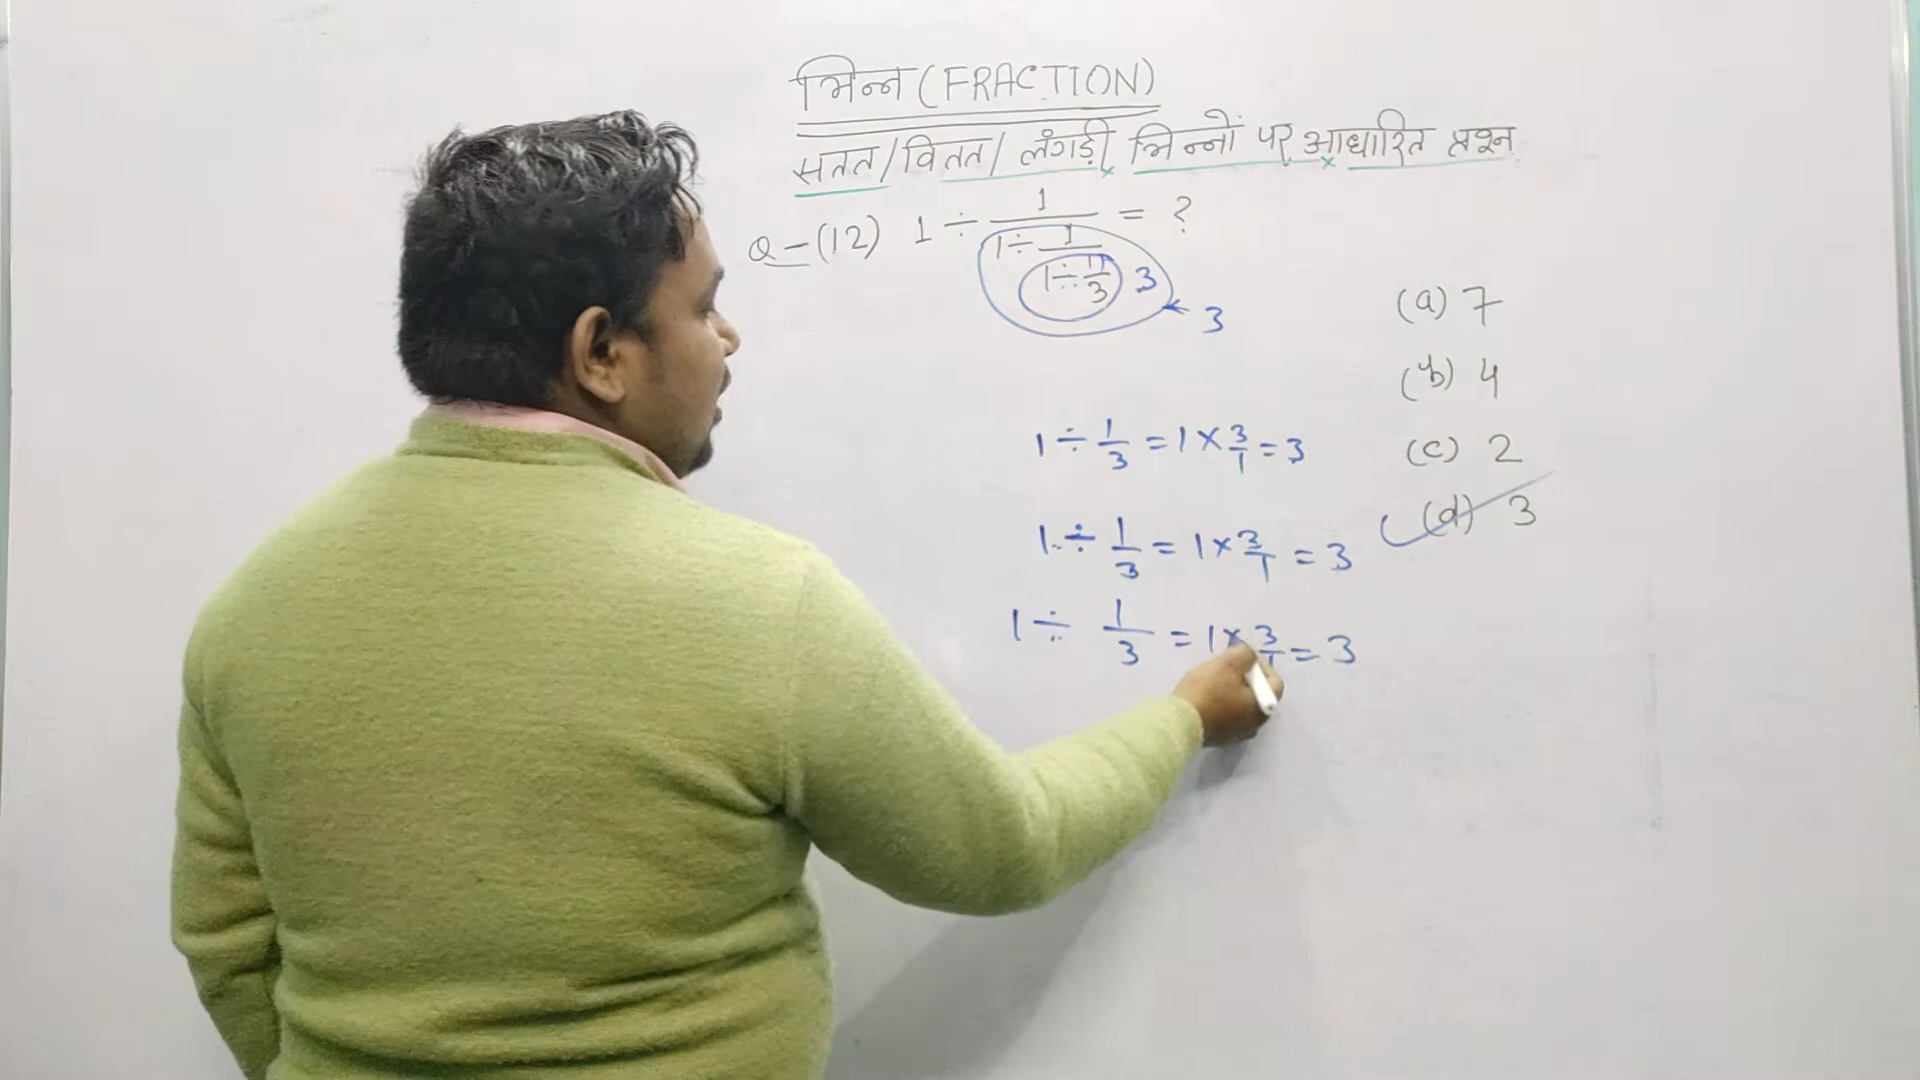 भिन्न (FRACTION)
सतत/वितत/लंगड़ी भिन्नों पर आधारित प्रश्न
Q-(12) 1 ÷ 1/(1 ÷ 1/(1 ÷ 1/3)) = ?
3
3
(a) 7
(b) 4
(c) 2
(d) 3
1 ÷ 1/3 = 1 × 3/1 = 3
1 ÷ 1/3 = 1 × 3/1 = 3
1 ÷ 1/3 = 1 × 3/1 = 3